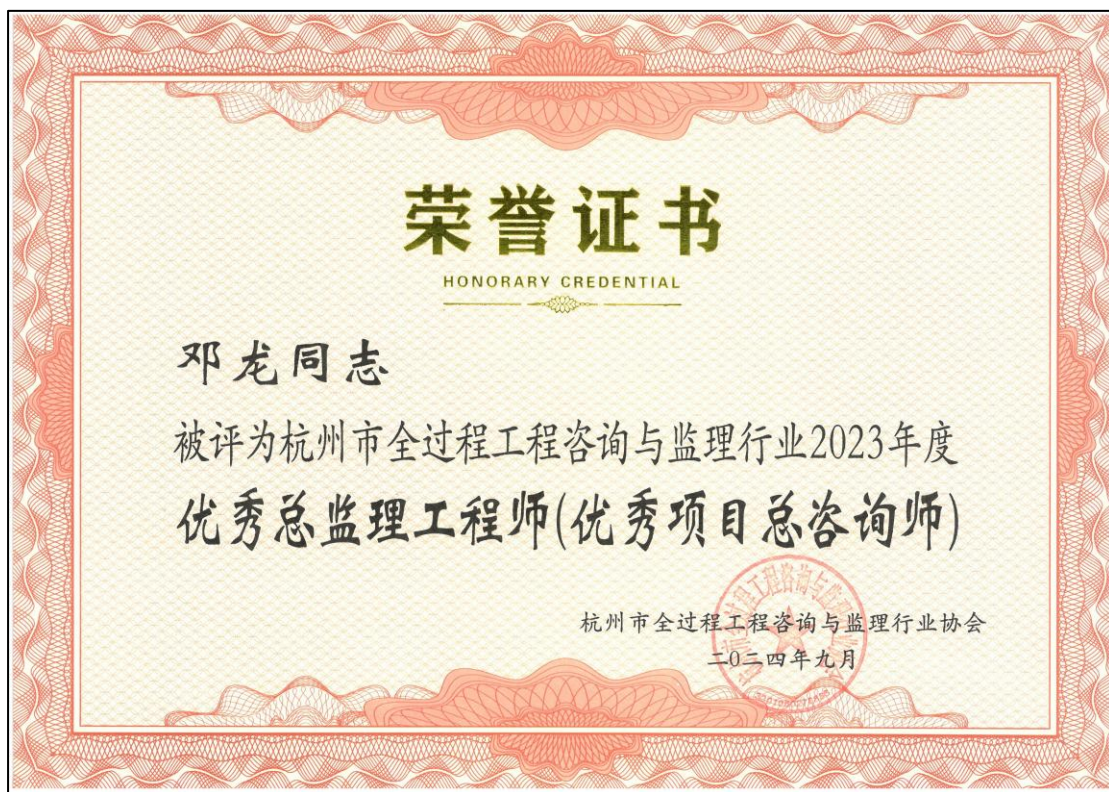 荣誉证书
HONORARY CREDENTIAL
邓龙同志
被评为杭州市全过程工程咨询与监理行业2023年度
优秀总监理工程师(优秀项目总咨询师)
杭州市全过程工程咨询与监理行业协会
二0二四年九月